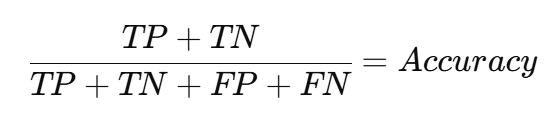 TP + TN
TP + TN + FP + FN = Accuracy